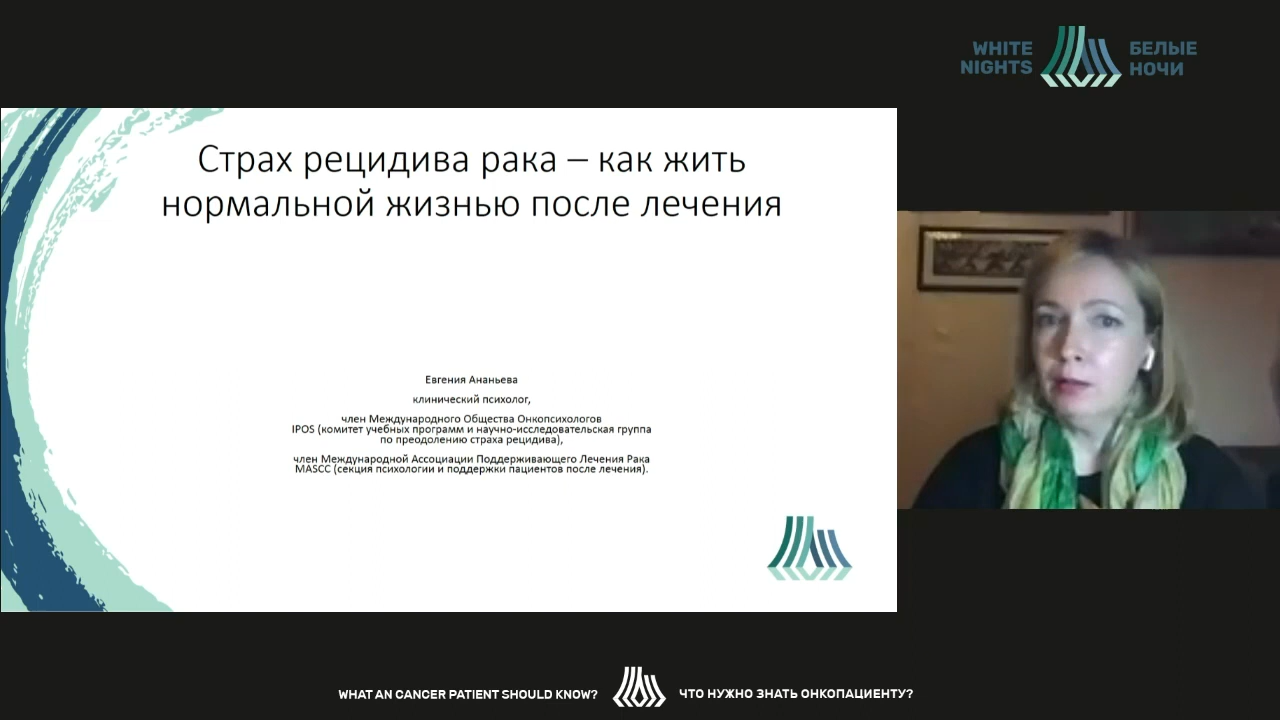 WHITE
NIGHTS
БЕЛЫЕ
НОЧИ
Страх рецидива рака – как жить
нормальной жизнью после лечения
Евгения Ананьева
клинический психолог,
член Международного Общества Онкопсихологов
IPOS (комитет учебных программ и научно-исследовательская группа
по преодолению страха рецидива),
член Международной Ассоциации Поддерживающего Лечения Рака
MASCC (секция психологии и поддержки пациентов после лечения).
WHAT AN CANCER PATIENT SHOULD KNOW?
ЧТО НУЖНО ЗНАТЬ ОНКОПАЦИЕНТУ?